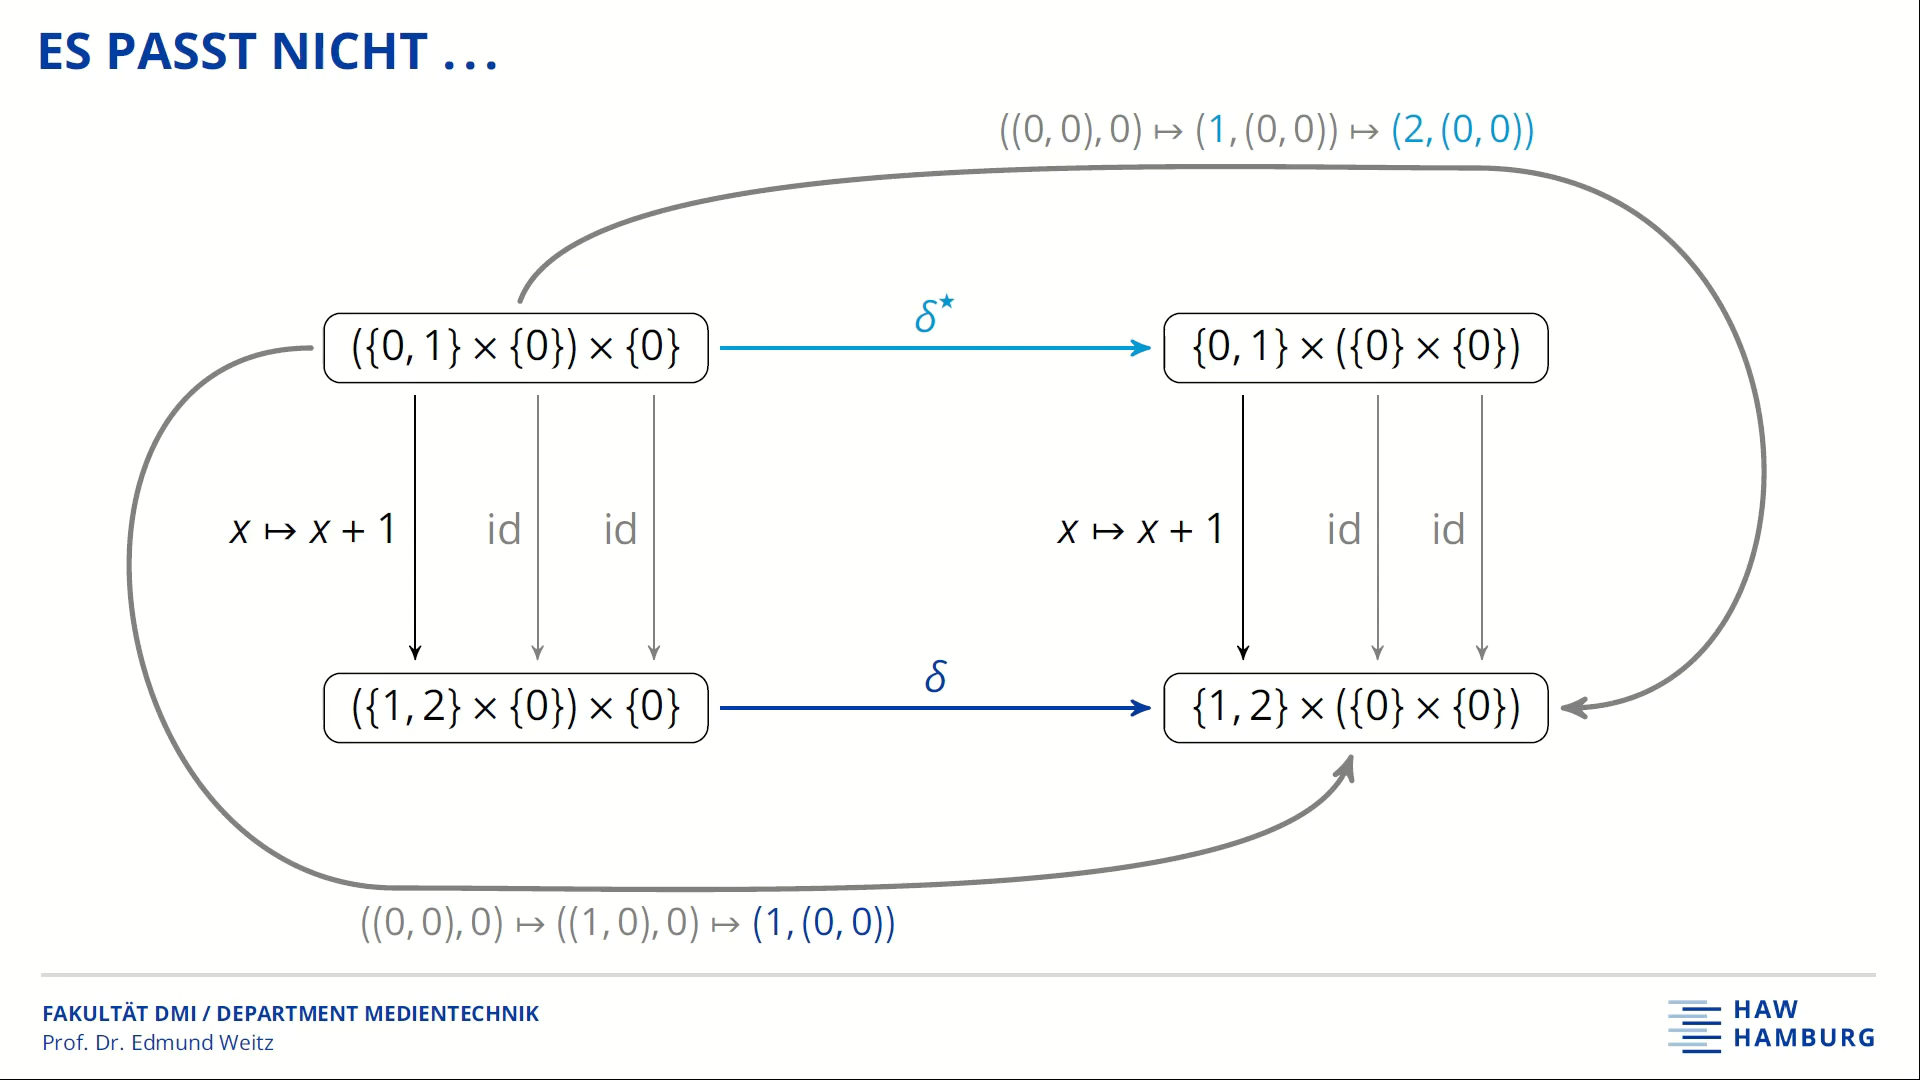 ES PASST NICHT ...
((0, 0), 0) ↦ (1, (0, 0)) ↦ (2, (0, 0))
({0, 1} × {0}) × {0}
δ★
{0, 1} × ({0} × {0})
x ↦ x + 1
id
id
x ↦ x + 1
id
id
({1, 2} × {0}) × {0}
δ
{1, 2} × ({0} × {0})
((0, 0), 0) ↦ ((1, 0), 0) ↦ (1, (0, 0))
FAKULTÄT DMI / DEPARTMENT MEDIENTECHNIK
Prof. Dr. Edmund Weitz
HAW
HAMBURG